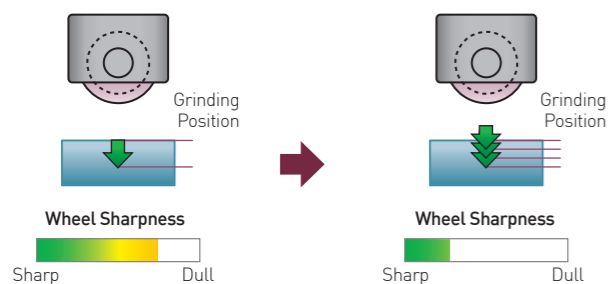 Grinding
Position
Wheel Sharpness
Sharp
Dull
Grinding
Position
Wheel Sharpness
Sharp
Dull